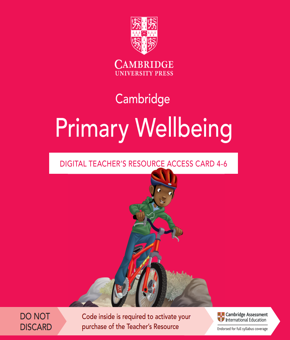 CAMBRIDGE
UNIVERSITY PRESS
Cambridge
Primary Wellbeing
DIGITAL TEACHER'S RESOURCE ACCESS CARD 4-6
DO NOT
DISCARD
Code inside is required to activate your
purchase of the Teacher's Resource
Cambridge Assessment
International Education
Endorsed for full syllabus coverage